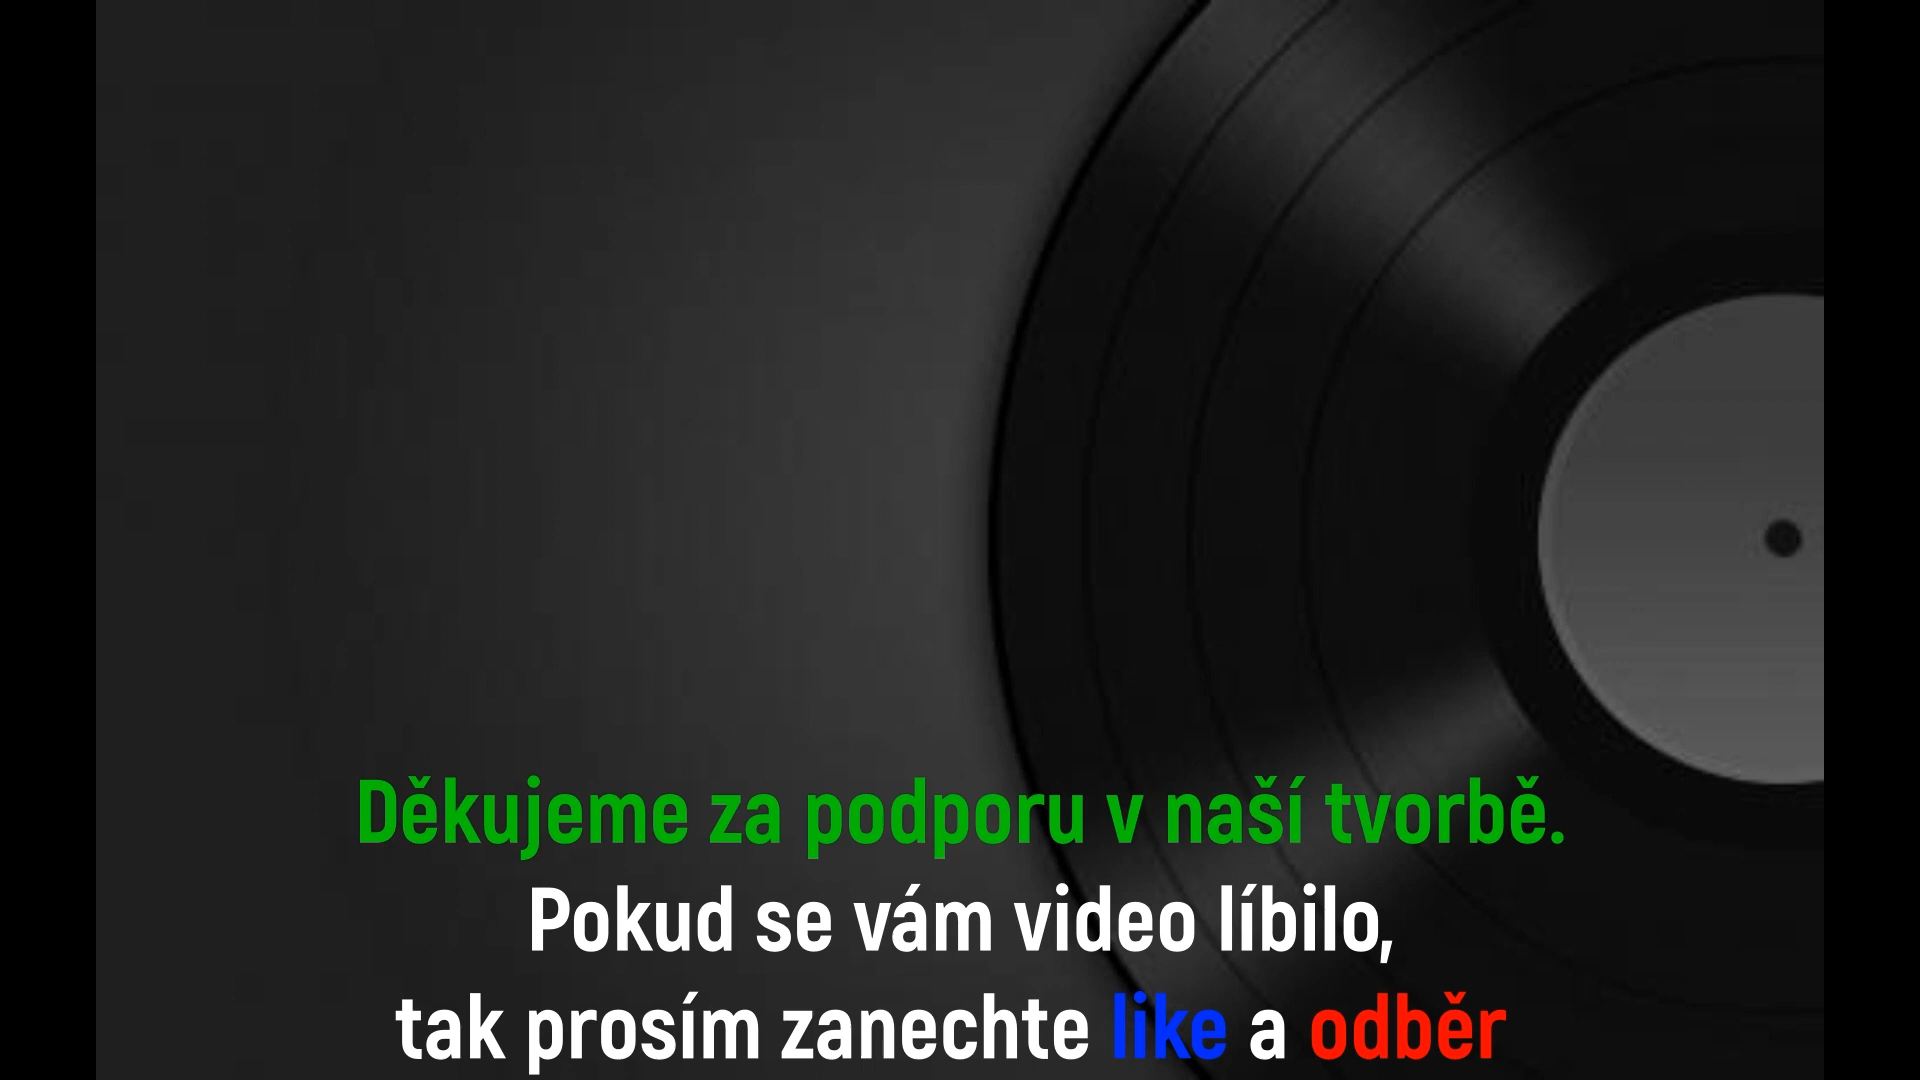 Děkujeme za podporu v naší tvorbě.
Pokud se vám video líbilo,
tak prosím zanechte like a odběr